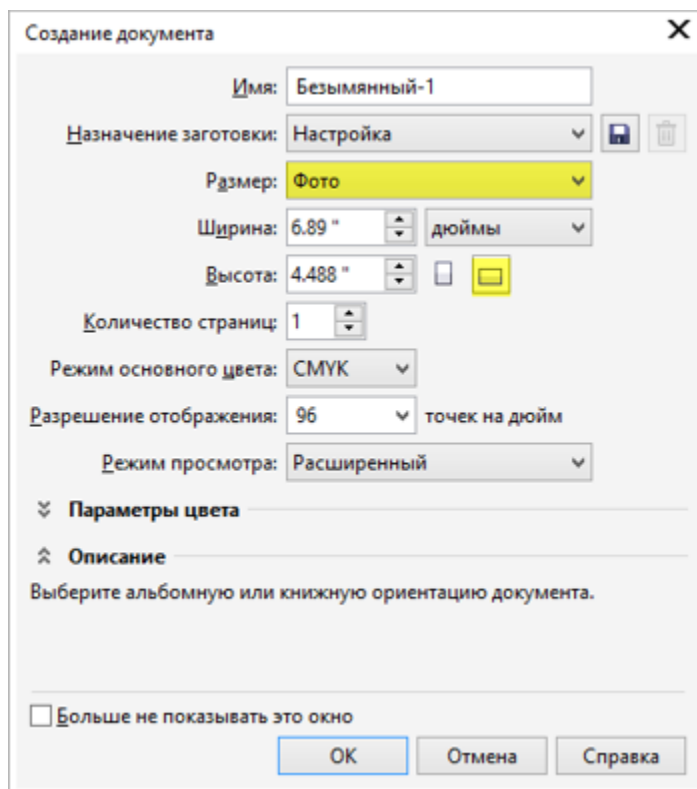 Создание документа
Имя: Безымянный-1
Назначение заготовки: Настройка
Размер: Фото
Ширина: 6.89 " дюймы
Высота: 4.488 "
Количество страниц: 1
Режим основного цвета: CMYK
Разрешение отображения: 96 точек на дюйм
Режим просмотра: Расширенный
Параметры цвета
Описание
Выберите альбомную или книжную ориентацию документа.
Больше не показывать это окно
ОК Отмена Справка